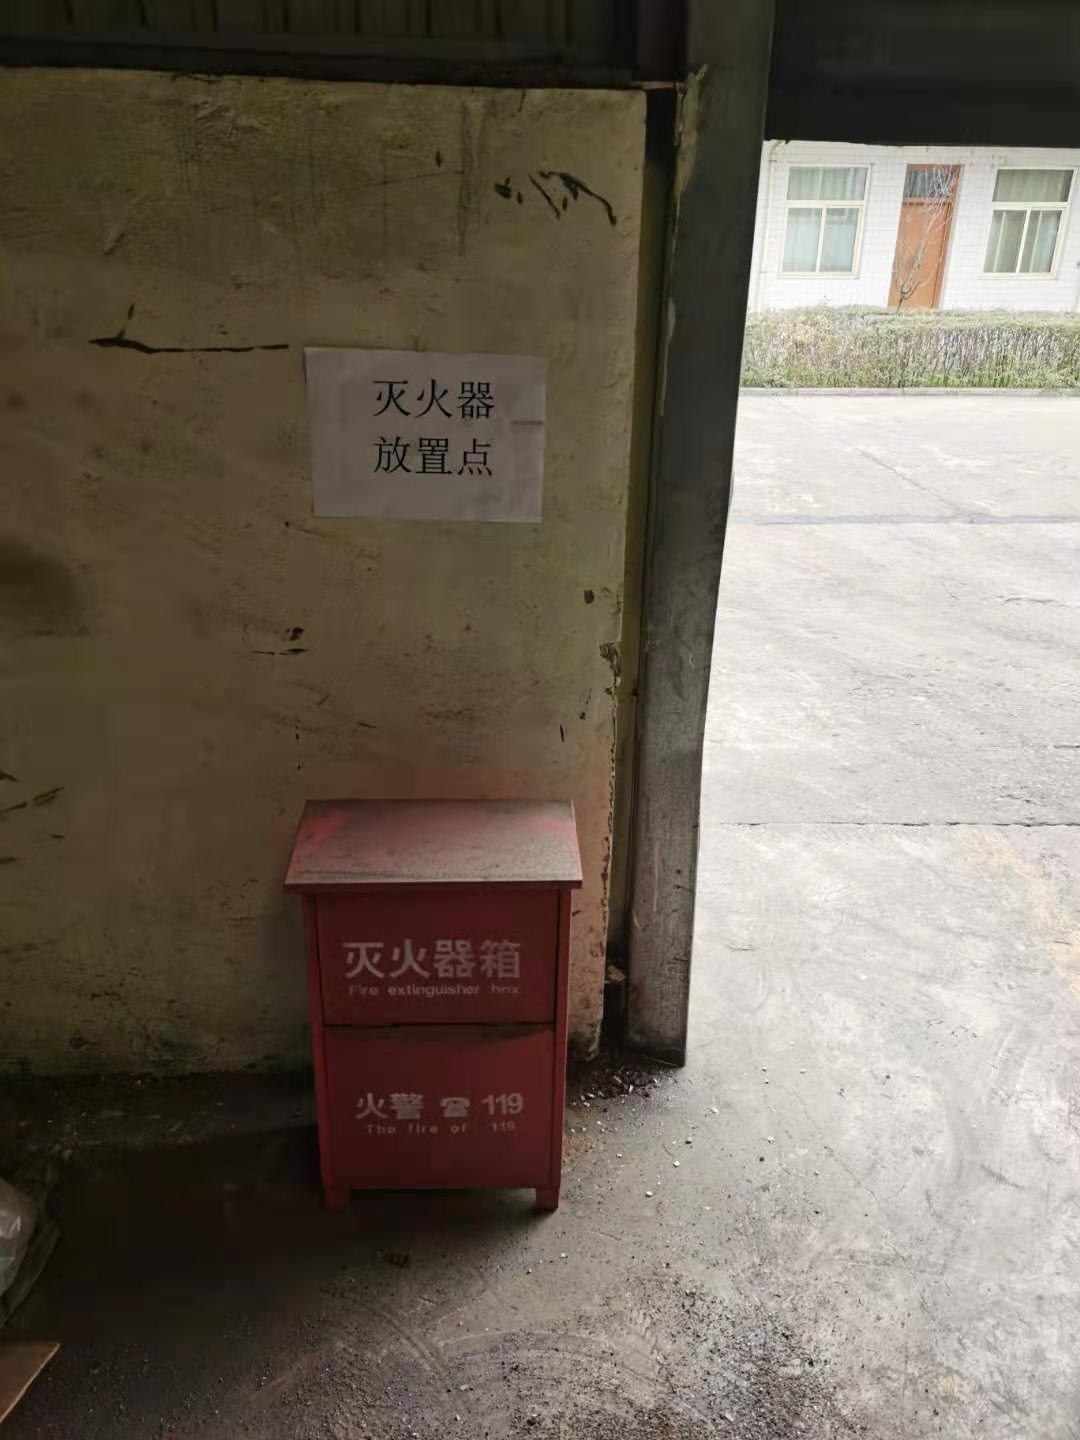 灭火器
放置点
灭火器箱
Fire extinguisher box
火警 ☎ 119
The fire of 119